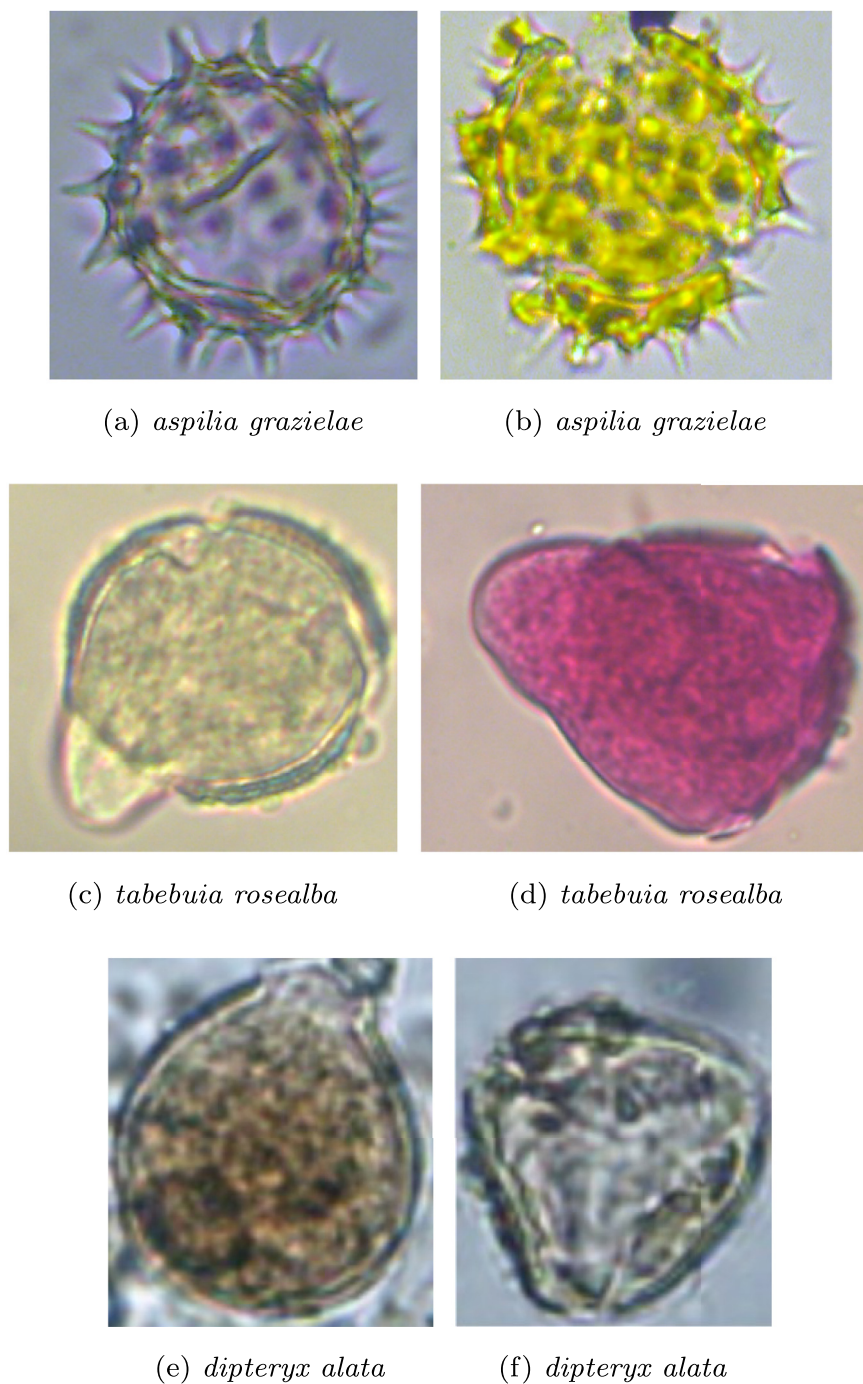 (a) aspilia grazielae
(b) aspilia grazielae
(c) tabebuia rosealba
(d) tabebuia rosealba
(e) dipteryx alata
(f) dipteryx alata